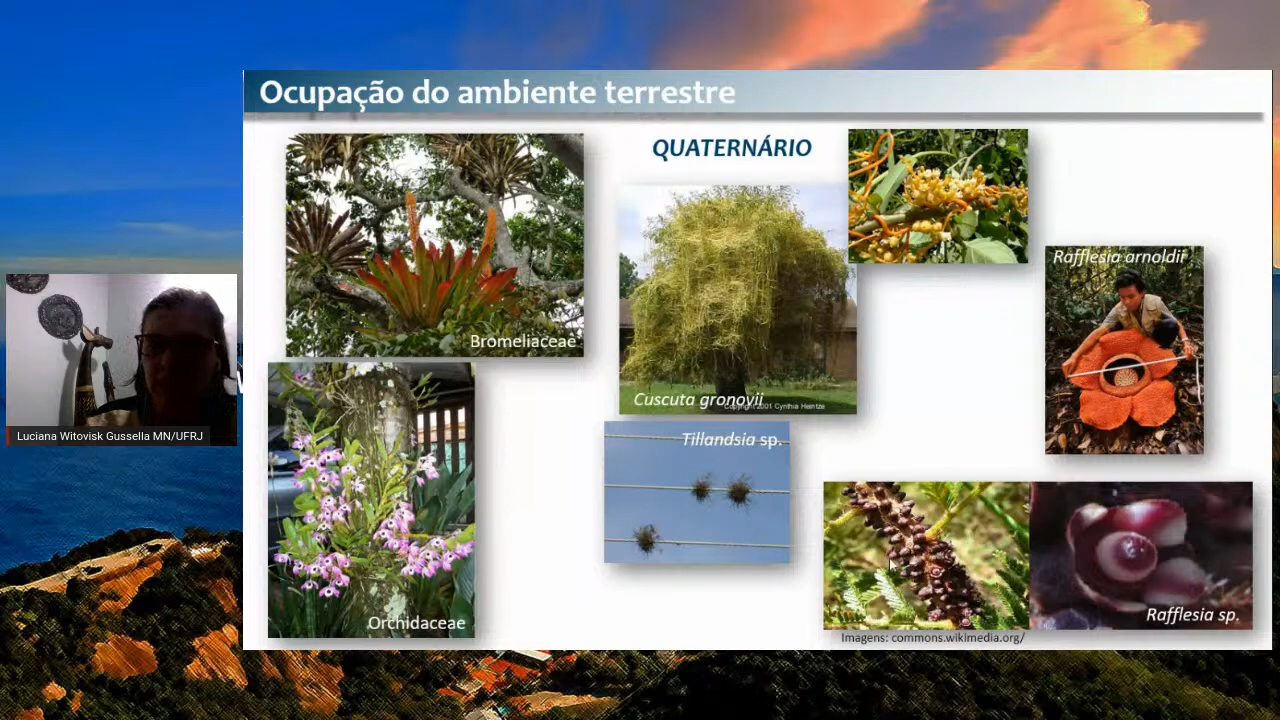 Ocupação do ambiente terrestre
QUATERNÁRIO
Bromeliaceae
Rafflesia arnoldii
Cuscuta gronovii
Copyright 2001 Cynthia Heintze
Tillandsia sp.
Luciana Witovisk Gussella MN/UFRJ
Orchidaceae
Rafflesia sp.
Imagens: commons.wikimedia.org/